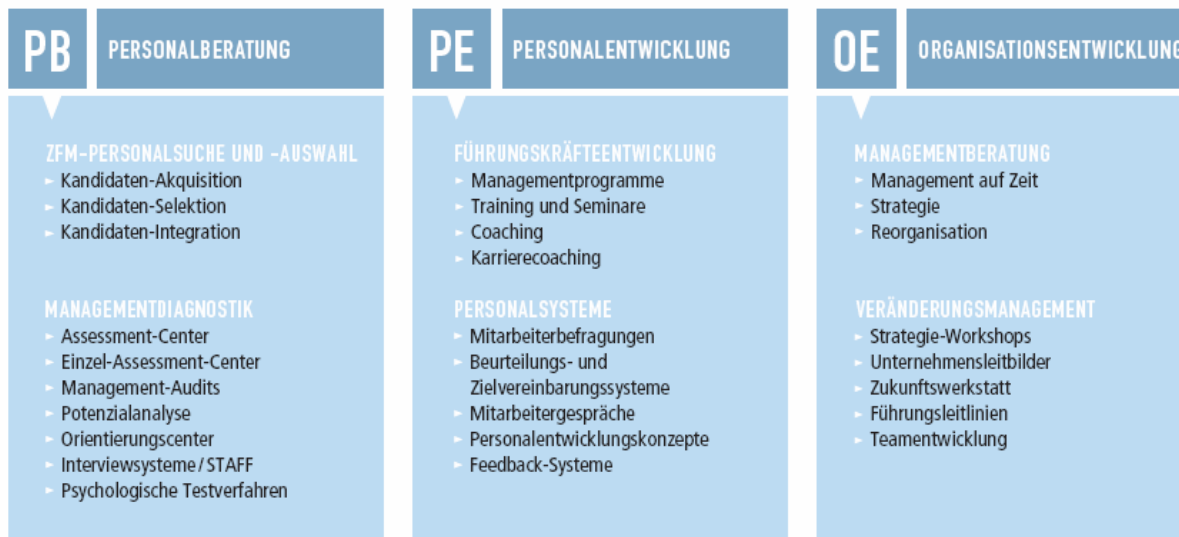 PB
PERSONALBERATUNG
ZFM-PERSONALSUCHE UND -AUSWAHL
Kandidaten-Akquisition
Kandidaten-Selektion
Kandidaten-Integration
MANAGEMENTDIAGNOSTIK
Assessment-Center
Einzel-Assessment-Center
Management-Audits
Potenzialanalyse
Orientierungscenter
Interviewsysteme/STAFF
Psychologische Testverfahren
PE
PERSONALENTWICKLUNG
FÜHRUNGSKRÄFTEENTWICKLUNG
Managementprogramme
Training und Seminare
Coaching
Karrierecoaching
PERSONALSYSTEME
Mitarbeiterbefragungen
Beurteilungs- und
Zielvereinbarungssysteme
Mitarbeitergespräche
Personalentwicklungskonzepte
Feedback-Systeme
OE
ORGANISATIONSENTWICKLUNG
MANAGEMENTBERATUNG
Management auf Zeit
Strategie
Reorganisation
VERÄNDERUNGSMANAGEMENT
Strategie-Workshops
Unternehmensleitbilder
Zukunftswerkstatt
Führungsleitlinien
Teamentwicklung